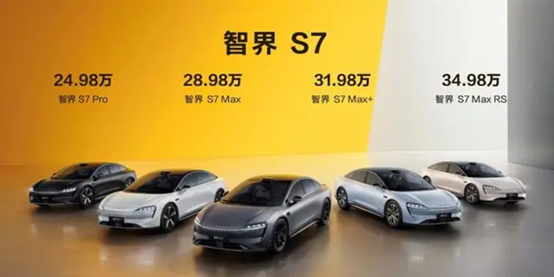 智界 S7
24.98万 28.98万 31.98万 34.98万
智界 S7 Pro 智界 S7 Max 智界 S7 Max+ 智界 S7 Max RS